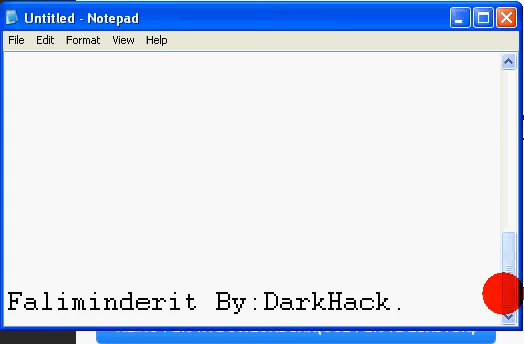 Untitled - Notepad
File Edit Format View Help
Faliminderit By:DarkHack.